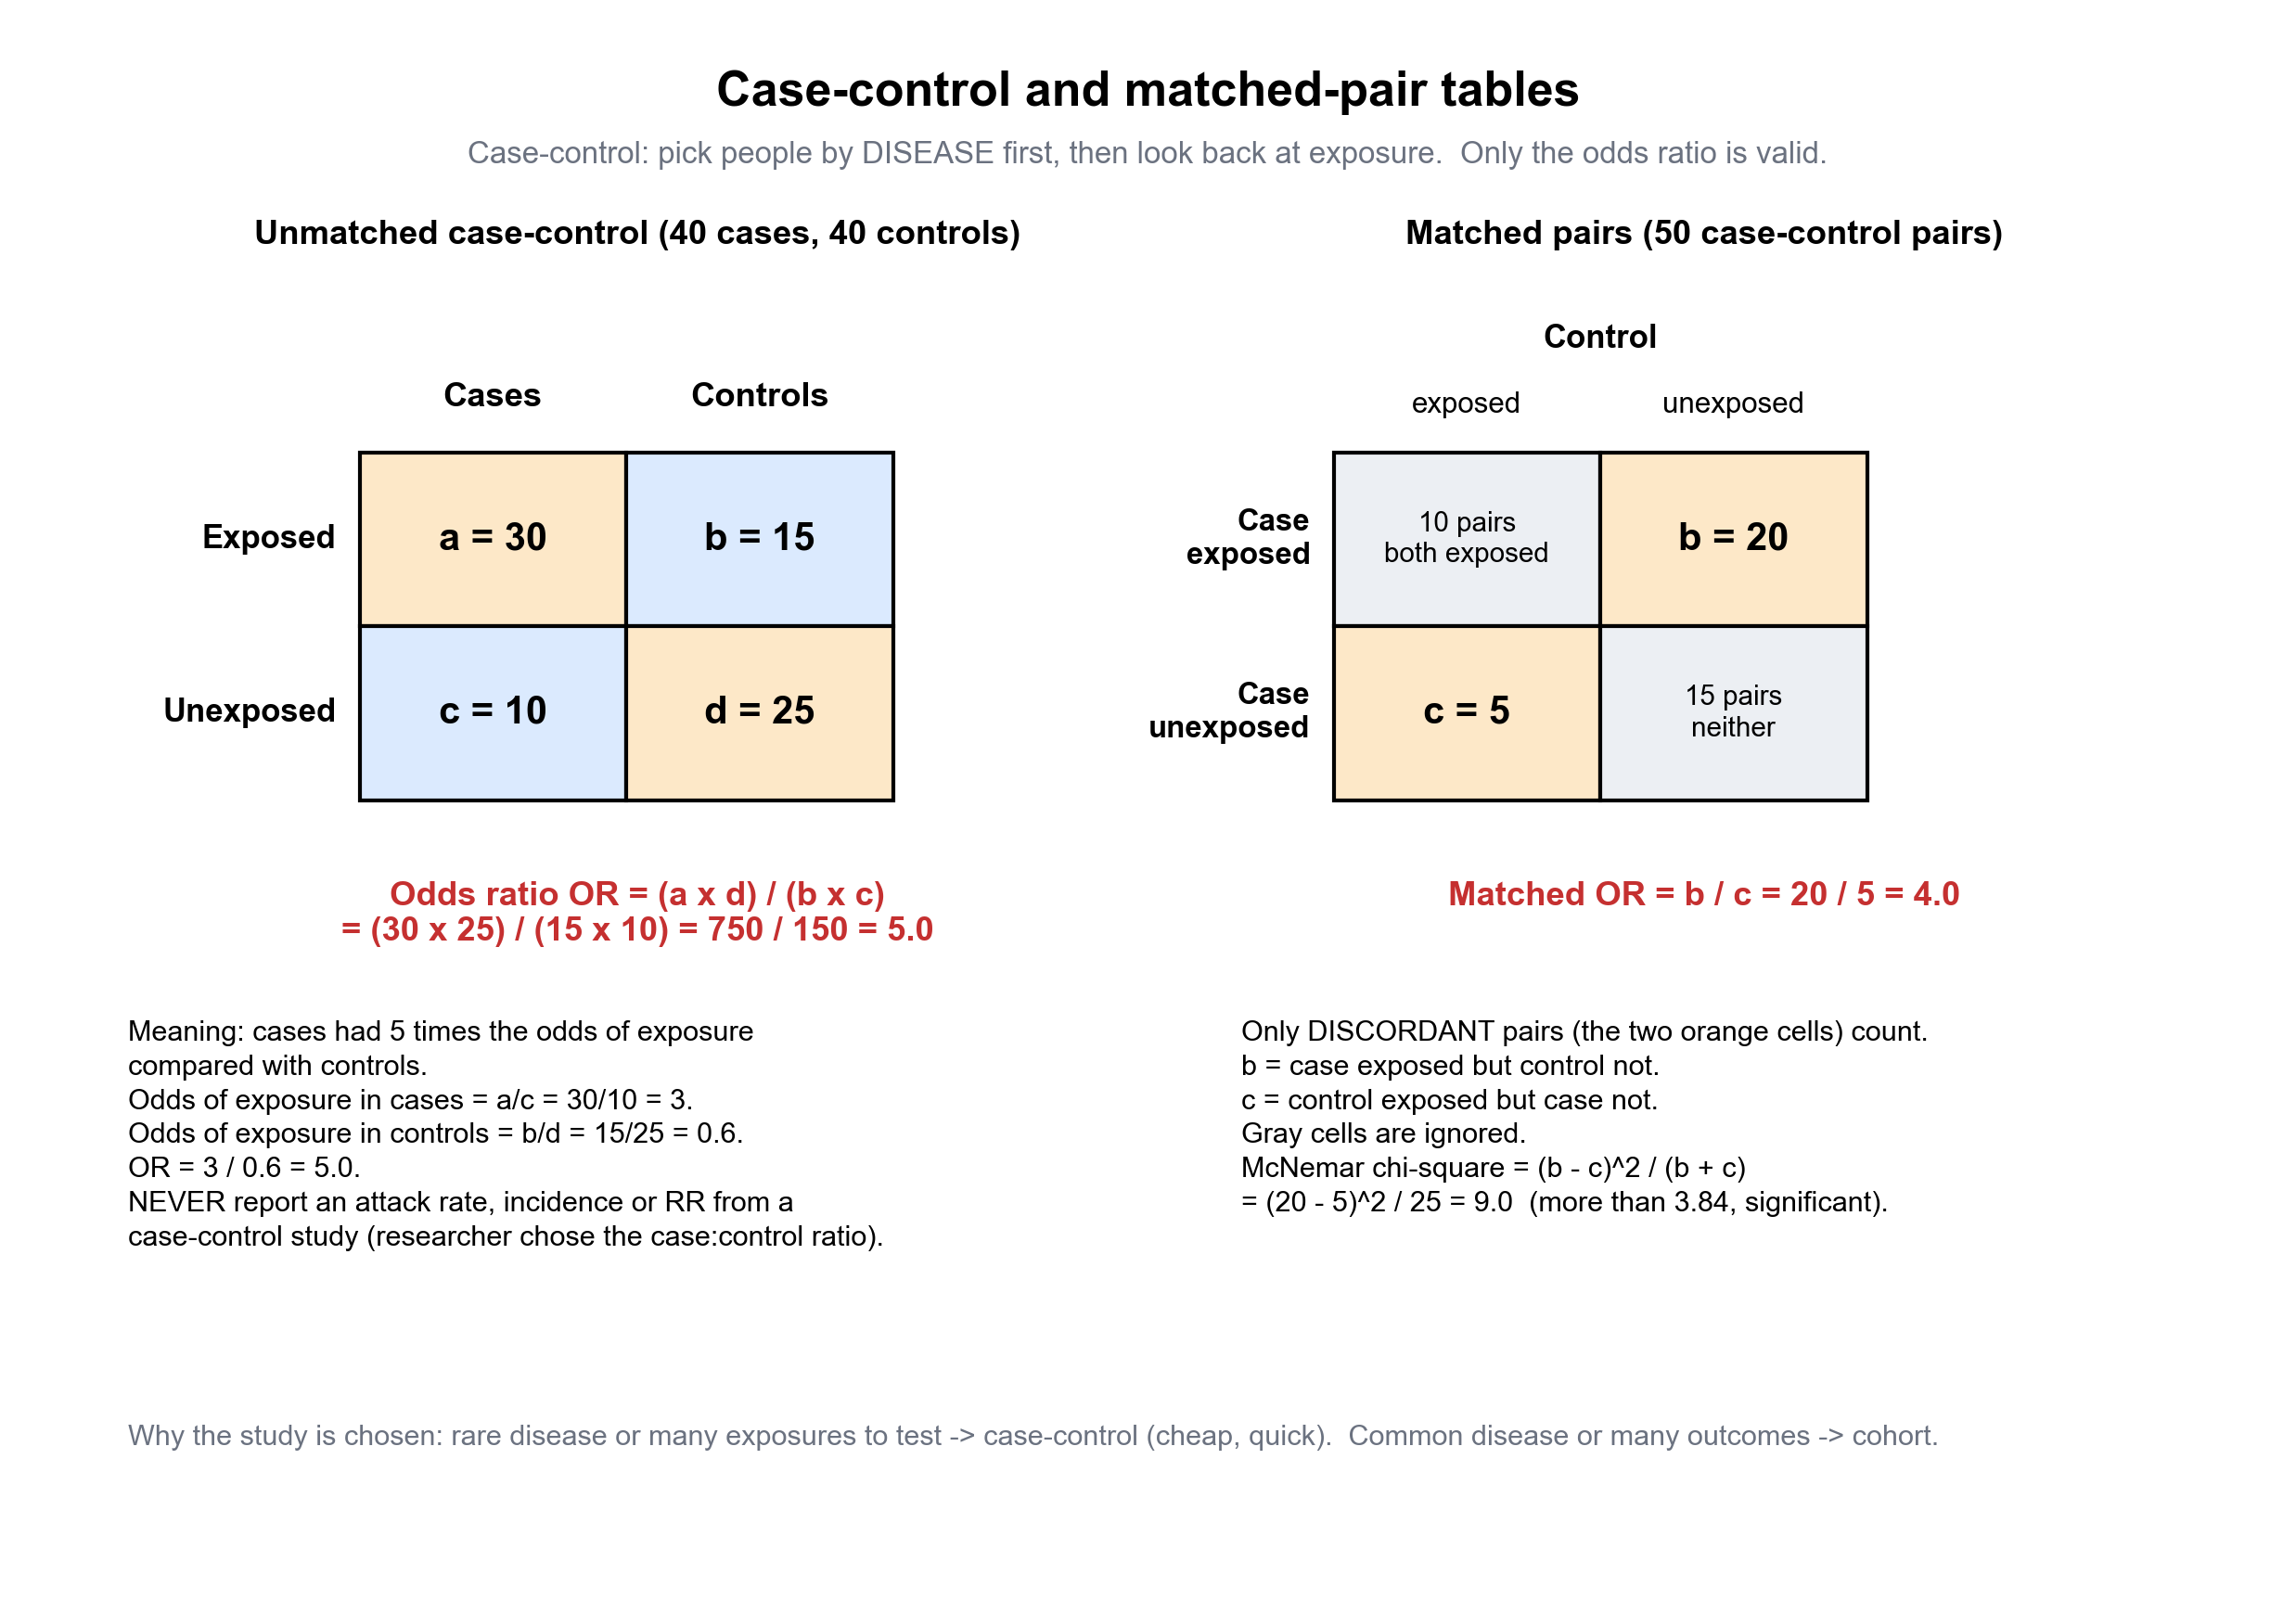 Case-control and matched-pair tables
Case-control: pick people by DISEASE first, then look back at exposure.  Only the odds ratio is valid.
Unmatched case-control (40 cases, 40 controls)
Cases
Controls
Exposed
a = 30
b = 15
Unexposed
c = 10
d = 25
Odds ratio OR = (a x d) / (b x c)
= (30 x 25) / (15 x 10) = 750 / 150 = 5.0
Meaning: cases had 5 times the odds of exposure
compared with controls.
Odds of exposure in cases = a/c = 30/10 = 3.
Odds of exposure in controls = b/d = 15/25 = 0.6.
OR = 3 / 0.6 = 5.0.
NEVER report an attack rate, incidence or RR from a
case-control study (researcher chose the case:control ratio).
Matched pairs (50 case-control pairs)
Control
exposed
unexposed
Case
exposed
10 pairs
both exposed
b = 20
Case
unexposed
c = 5
15 pairs
neither
Matched OR = b / c = 20 / 5 = 4.0
Only DISCORDANT pairs (the two orange cells) count.
b = case exposed but control not.
c = control exposed but case not.
Gray cells are ignored.
McNemar chi-square = (b - c)^2 / (b + c)
= (20 - 5)^2 / 25 = 9.0  (more than 3.84, significant).
Why the study is chosen: rare disease or many exposures to test -> case-control (cheap, quick).  Common disease or many outcomes -> cohort.